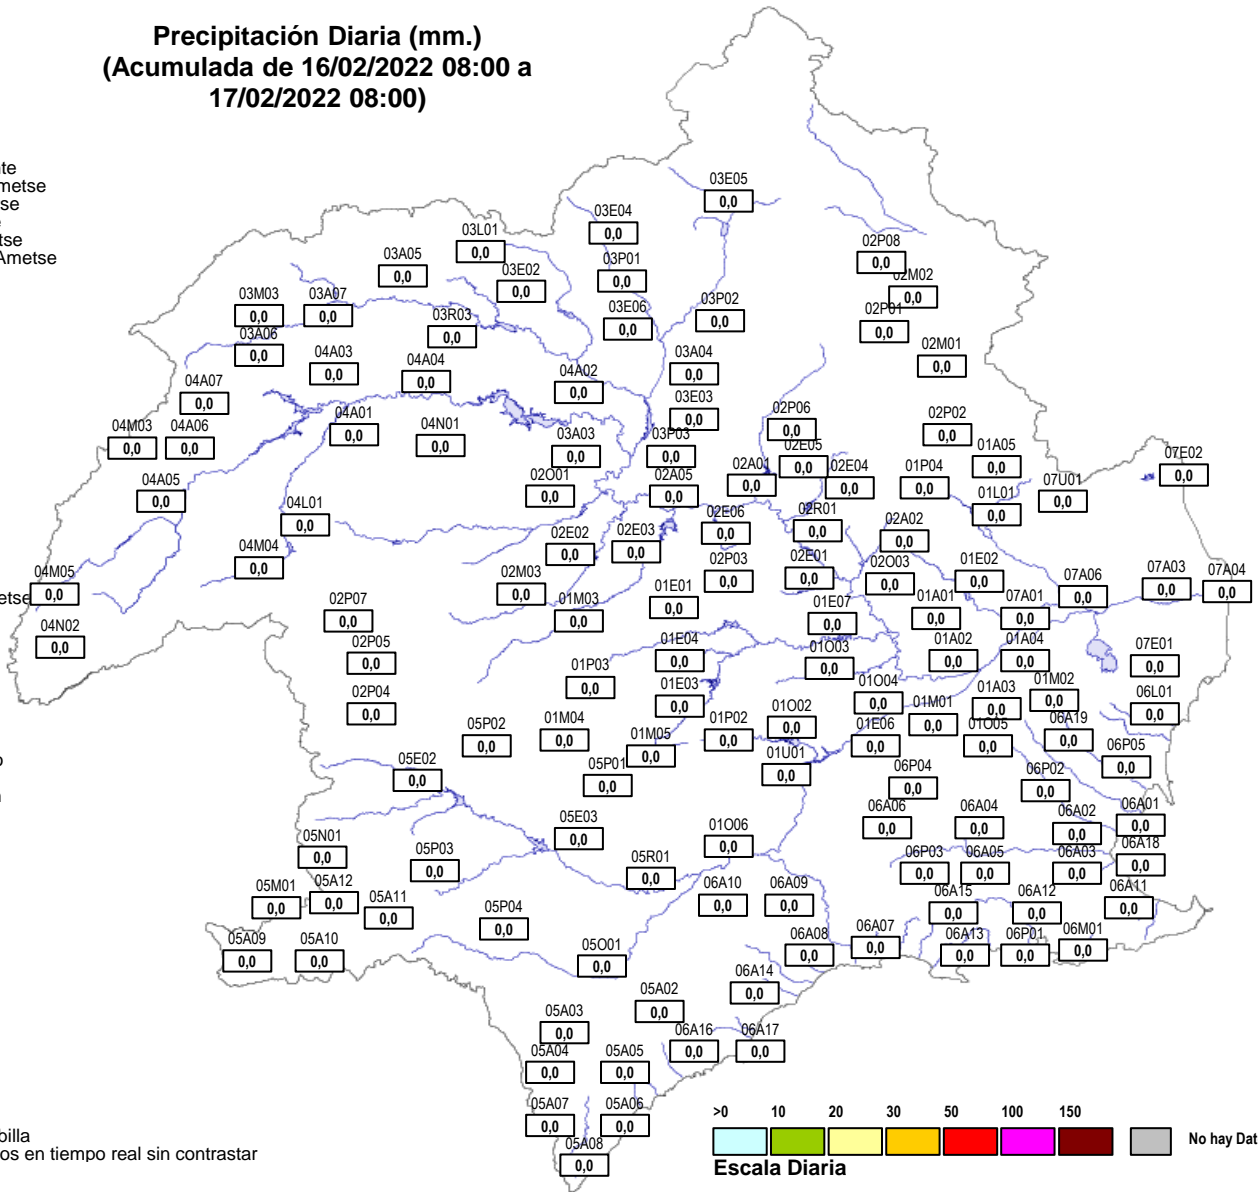 Precipitación Diaria (mm.)
(Acumulada de 16/02/2022 08:00 a
17/02/2022 08:00)
03E05
0,0
03E04
0,0
03L01
0,0
03A05
0,0
03E02
0,0
03P01
0,0
02P08
0,0
02M02
0,0
03M03
0,0
03A07
0,0
03R03
0,0
03E06
0,0
03P02
0,0
02P01
0,0
03A06
0,0
04A03
0,0
04A04
0,0
04A02
0,0
03A04
0,0
02M01
0,0
04A07
0,0
03E03
0,0
04M03
0,0
04A06
0,0
04A01
0,0
04N01
0,0
03A03
0,0
03P03
0,0
02P06
0,0
02E05
0,0
02P02
0,0
01A05
0,0
07E02
0,0
04A05
0,0
02O01
0,0
02A05
0,0
02A01
0,0
02E04
0,0
01P04
0,0
01L01
0,0
07U01
0,0
04L01
0,0
02E02
0,0
02E03
0,0
02E06
0,0
02R01
0,0
02A02
0,0
04M04
0,0
04M05
0,0
02M03
0,0
01M03
0,0
01E01
0,0
02P03
0,0
02E01
0,0
02O03
0,0
01E02
0,0
07A06
0,0
07A03
0,0
07A04
0,0
04N02
0,0
02P07
0,0
02P05
0,0
01E07
0,0
01A01
0,0
07A01
0,0
01E04
0,0
01O03
0,0
01A02
0,0
01A04
0,0
07E01
0,0
02P04
0,0
01P03
0,0
01E03
0,0
01O04
0,0
01M01
0,0
01A03
0,0
01M02
0,0
06L01
0,0
05P02
0,0
01M04
0,0
01M05
0,0
01P02
0,0
01O02
0,0
01E06
0,0
01O05
0,0
06A19
0,0
06P05
0,0
05E02
0,0
05P01
0,0
01U01
0,0
06P04
0,0
06P02
0,0
05E03
0,0
01O06
0,0
06A06
0,0
06A04
0,0
06A02
0,0
06A01
0,0
05N01
0,0
05P03
0,0
05R01
0,0
06P03
0,0
06A05
0,0
06A03
0,0
06A18
0,0
05M01
0,0
05A12
0,0
05A11
0,0
05P04
0,0
06A10
0,0
06A09
0,0
06A15
0,0
06A12
0,0
06A11
0,0
05A09
0,0
05A10
0,0
05O01
0,0
06A08
0,0
06A07
0,0
06A13
0,0
06P01
0,0
06M01
0,0
06A14
0,0
05A02
0,0
05A03
0,0
06A16
0,0
06A17
0,0
05A04
0,0
05A05
0,0
05A07
0,0
05A06
0,0
05A08
0,0
>0 10 20 30 50 100 150
No hay Dat
Escala Diaria
os en tiempo real sin contrastar